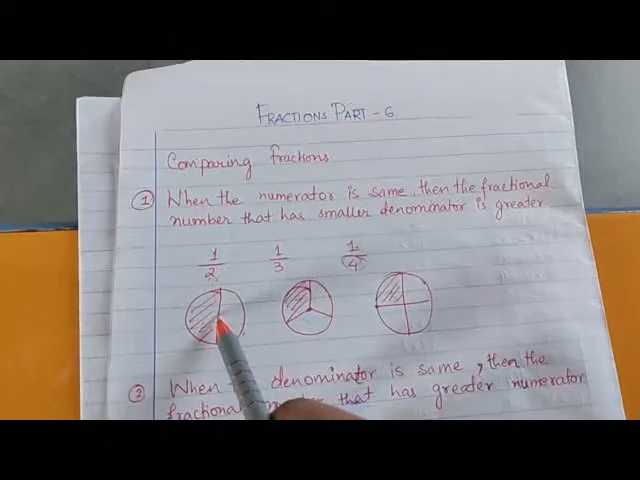 FRACTIONS PART - 6
Comparing fractions
① When the numerator is same, then the fractional
number that has smaller denominator is greater
1/2 1/3 1/4
② When denominator is same, then the
fractional that has greater numerator